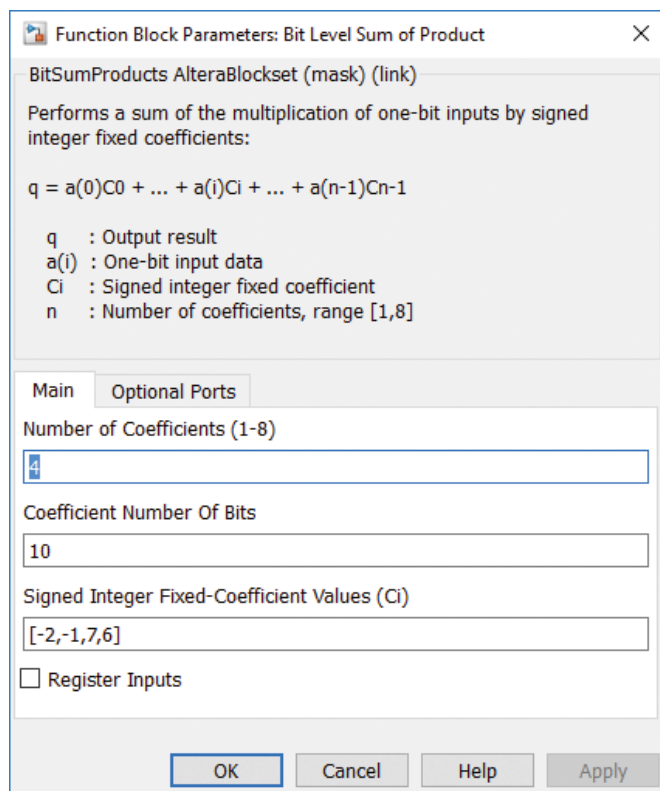 Function Block Parameters: Bit Level Sum of Product
BitSumProducts AlteraBlockset (mask) (link)
Performs a sum of the multiplication of one-bit inputs by signed
integer fixed coefficients:
q = a(0)C0 + ... + a(i)Ci + ... + a(n-1)Cn-1
q : Output result
a(i) : One-bit input data
Ci : Signed integer fixed coefficient
n : Number of coefficients, range [1,8]
Main Optional Ports
Number of Coefficients (1-8)
4
Coefficient Number Of Bits
10
Signed Integer Fixed-Coefficient Values (Ci)
[-2,-1,7,6]
Register Inputs
OK Cancel Help Apply